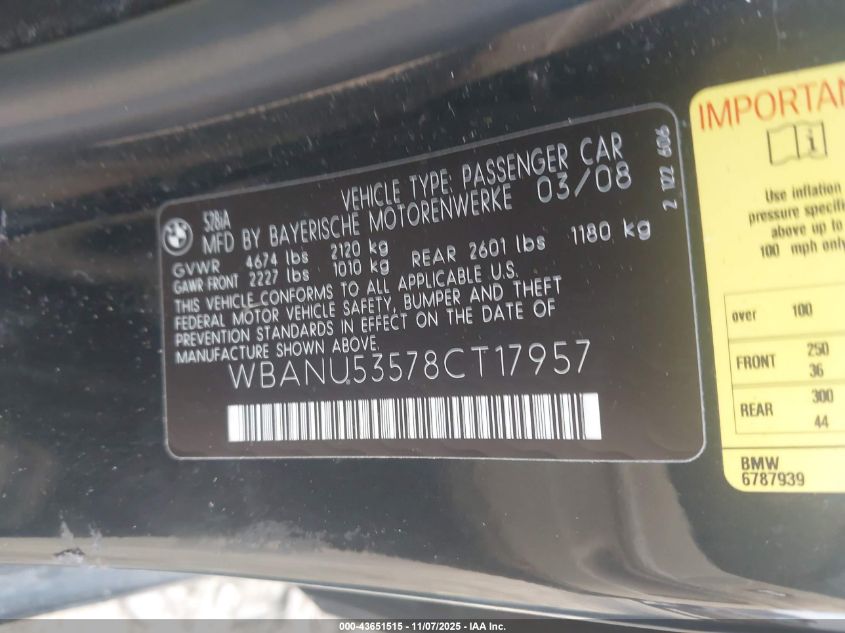 528iA
VEHICLE TYPE: PASSENGER CAR
MFD BY BAYERISCHE MOTORENWERKE 03/08
GVWR 4674 lbs 2120 kg
GAWR FRONT 2227 lbs 1010 kg REAR 2601 lbs 1180 kg
THIS VEHICLE CONFORMS TO ALL APPLICABLE U.S.
FEDERAL MOTOR VEHICLE SAFETY, BUMPER AND THEFT
PREVENTION STANDARDS IN EFFECT ON THE DATE OF
MANUFACTURE SHOWN ABOVE.
WBANU53578CT17957
2 122 606
IMPORTAN
i
Use inflation
pressure specifi
above up to
100 mph only
over 100
FRONT 250
36
REAR 300
44
BMW
6787939
000-43651515 - 11/07/2025 - IAA Inc.